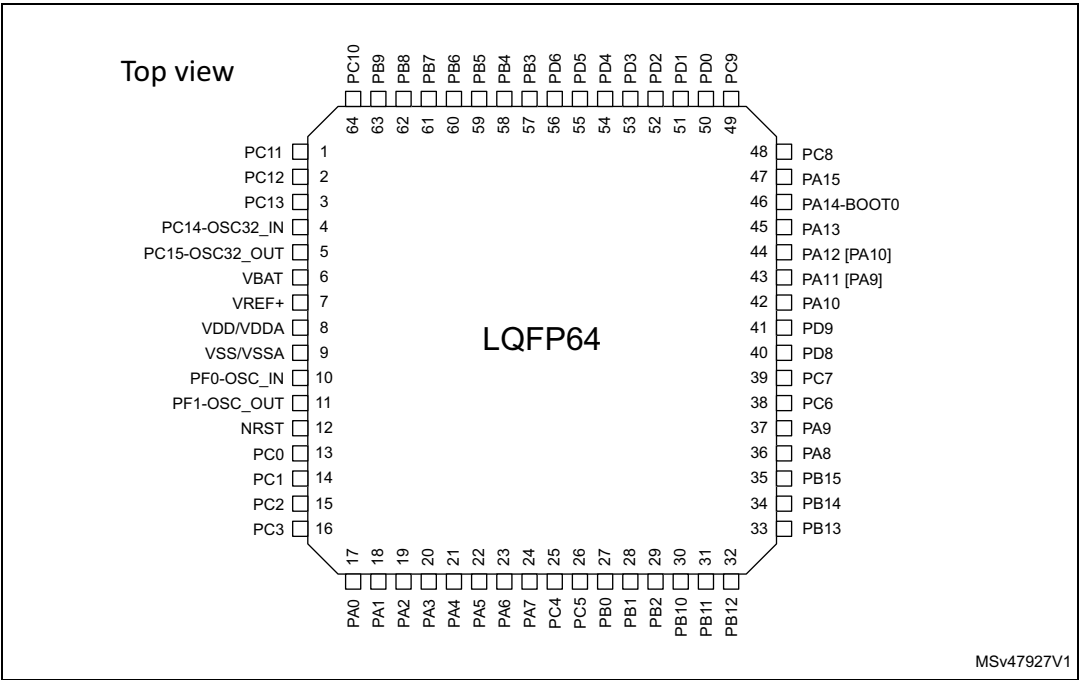 Top view
PC10 PB9 PB8 PB7 PB6 PB5 PB4 PB3 PD6 PD5 PD4 PD3 PD2 PD1 PD0 PC9
64 63 62 61 60 59 58 57 56 55 54 53 52 51 50 49
PC11 1 48 PC8
PC12 2 47 PA15
PC13 3 46 PA14-BOOT0
PC14-OSC32_IN 4 45 PA13
PC15-OSC32_OUT 5 44 PA12 [PA10]
VBAT 6 43 PA11 [PA9]
VREF+ 7 42 PA10
VDD/VDDA 8 41 PD9
LQFP64
VSS/VSSA 9 40 PD8
PF0-OSC_IN 10 39 PC7
PF1-OSC_OUT 11 38 PC6
NRST 12 37 PA9
PC0 13 36 PA8
PC1 14 35 PB15
PC2 15 34 PB14
PC3 16 33 PB13
17 18 19 20 21 22 23 24 25 26 27 28 29 30 31 32
PA0 PA1 PA2 PA3 PA4 PA5 PA6 PA7 PC4 PC5 PB0 PB1 PB2 PB10 PB11 PB12
MSv47927V1